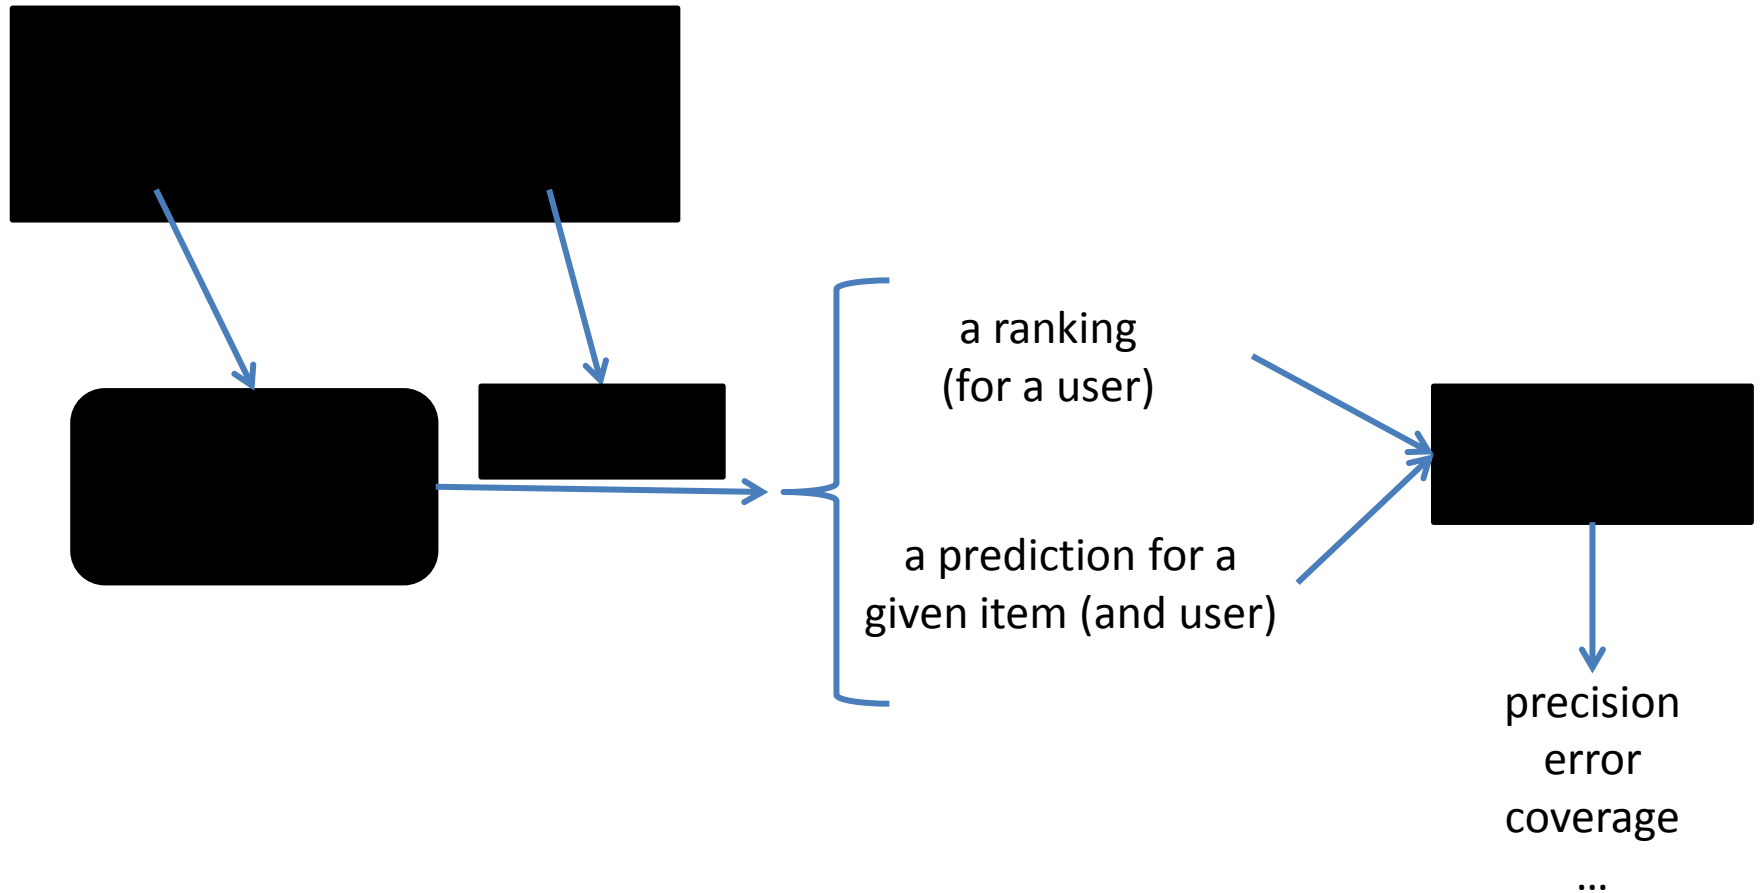 a ranking
(for a user)
a prediction for a
given item (and user)
precision
error
coverage
...